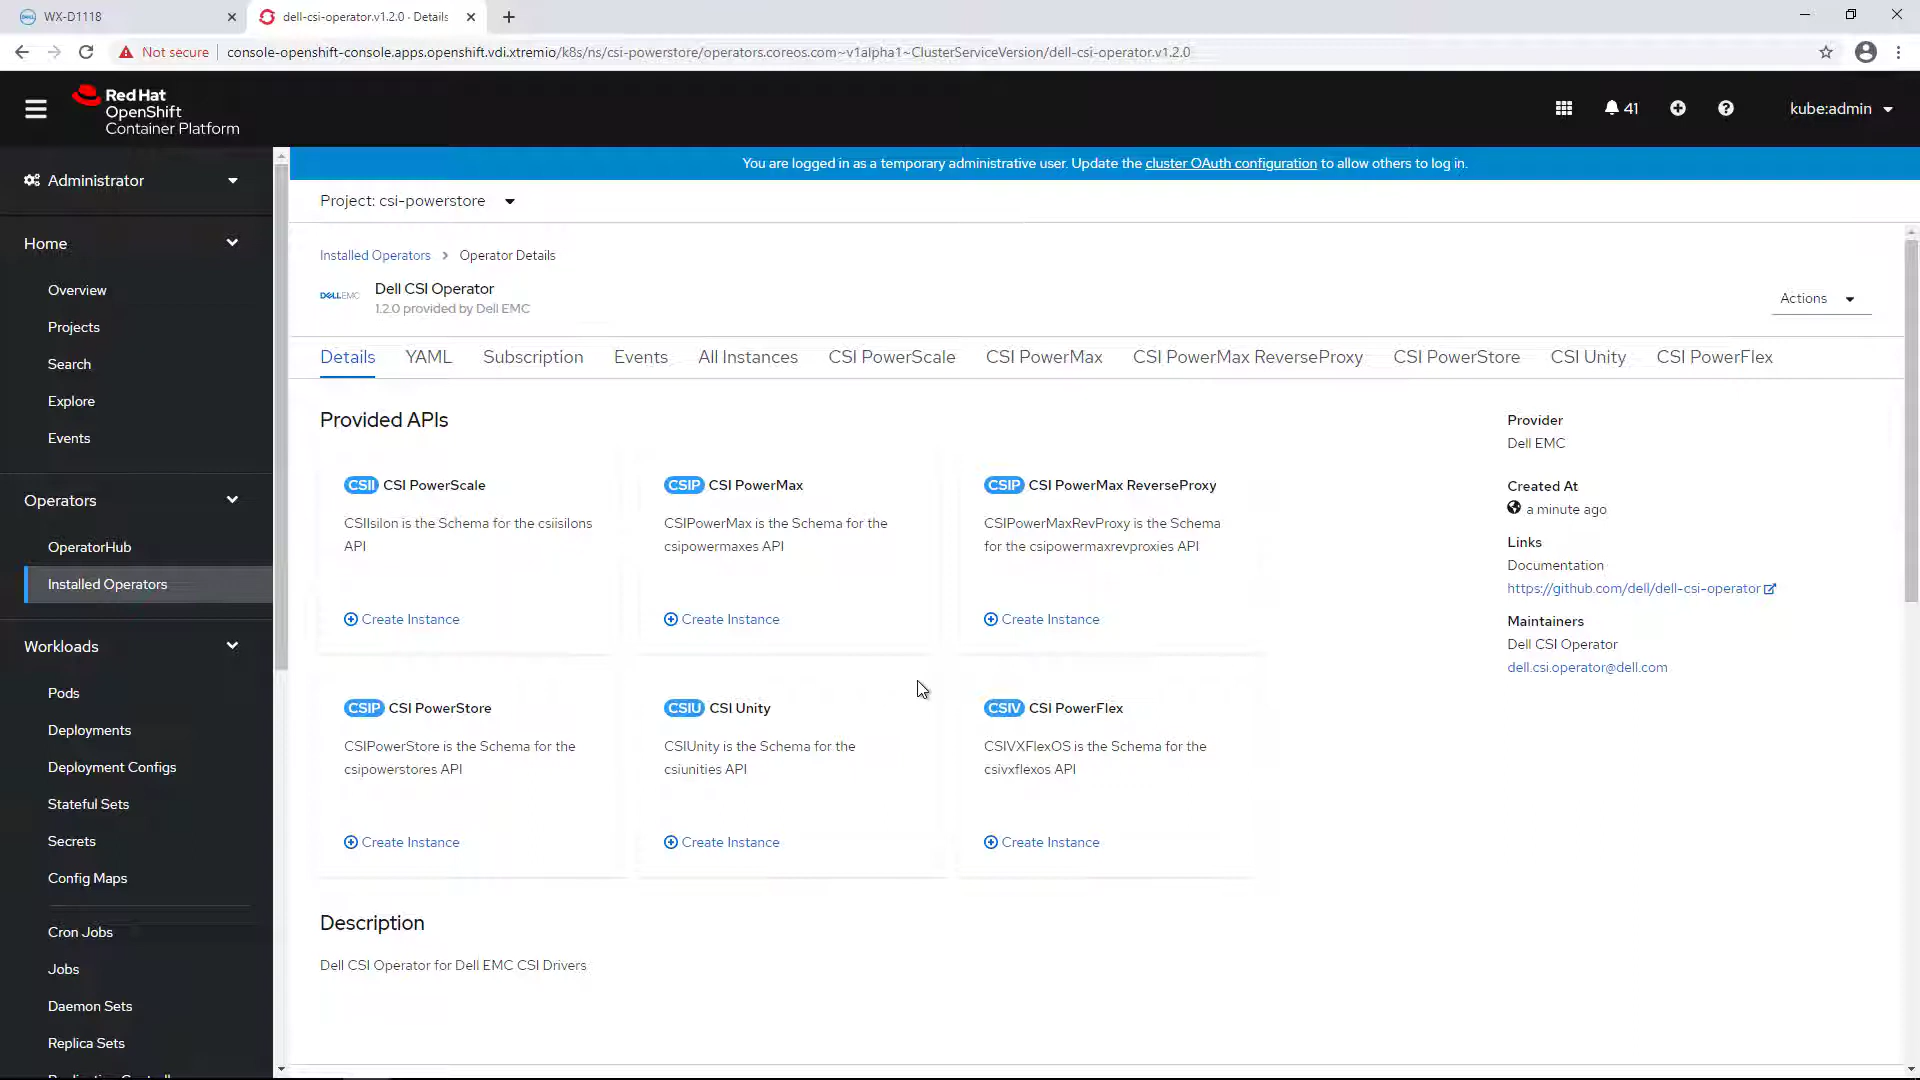 WX-D1118
dell-csi-operator.v1.2.0 · Details
Not secure
console-openshift-console.apps.openshift.vdi.xtremio/k8s/ns/csi-powerstore/operators.coreos.com~v1alpha1~ClusterServiceVersion/dell-csi-operator.v1.2.0
Red Hat
OpenShift
Container Platform
41
kube:admin
You are logged in as a temporary administrative user. Update the cluster OAuth configuration to allow others to log in.
Administrator
Home
Overview
Projects
Search
Explore
Events
Operators
OperatorHub
Installed Operators
Workloads
Pods
Deployments
Deployment Configs
Stateful Sets
Secrets
Config Maps
Cron Jobs
Jobs
Daemon Sets
Replica Sets
Project: csi-powerstore
Installed Operators > Operator Details
DELLEMC
Dell CSI Operator
1.2.0 provided by Dell EMC
Actions
Details YAML Subscription Events All Instances CSI PowerScale CSI PowerMax CSI PowerMax ReverseProxy CSI PowerStore CSI Unity CSI PowerFlex
Provided APIs
CSII CSI PowerScale
CSIIsilon is the Schema for the csiisilons
API
Create Instance
CSIP CSI PowerMax
CSIPowerMax is the Schema for the
csipowermaxes API
Create Instance
CSIP CSI PowerMax ReverseProxy
CSIPowerMaxRevProxy is the Schema
for the csipowermaxrevproxies API
Create Instance
CSIP CSI PowerStore
CSIPowerStore is the Schema for the
csipowerstores API
Create Instance
CSIU CSI Unity
CSIUnity is the Schema for the
csiunities API
Create Instance
CSIV CSI PowerFlex
CSIVXFlexOS is the Schema for the
csivxflexos API
Create Instance
Provider
Dell EMC
Created At
a minute ago
Links
Documentation
https://github.com/dell/dell-csi-operator
Maintainers
Dell CSI Operator
dell.csi.operator@dell.com
Description
Dell CSI Operator for Dell EMC CSI Drivers